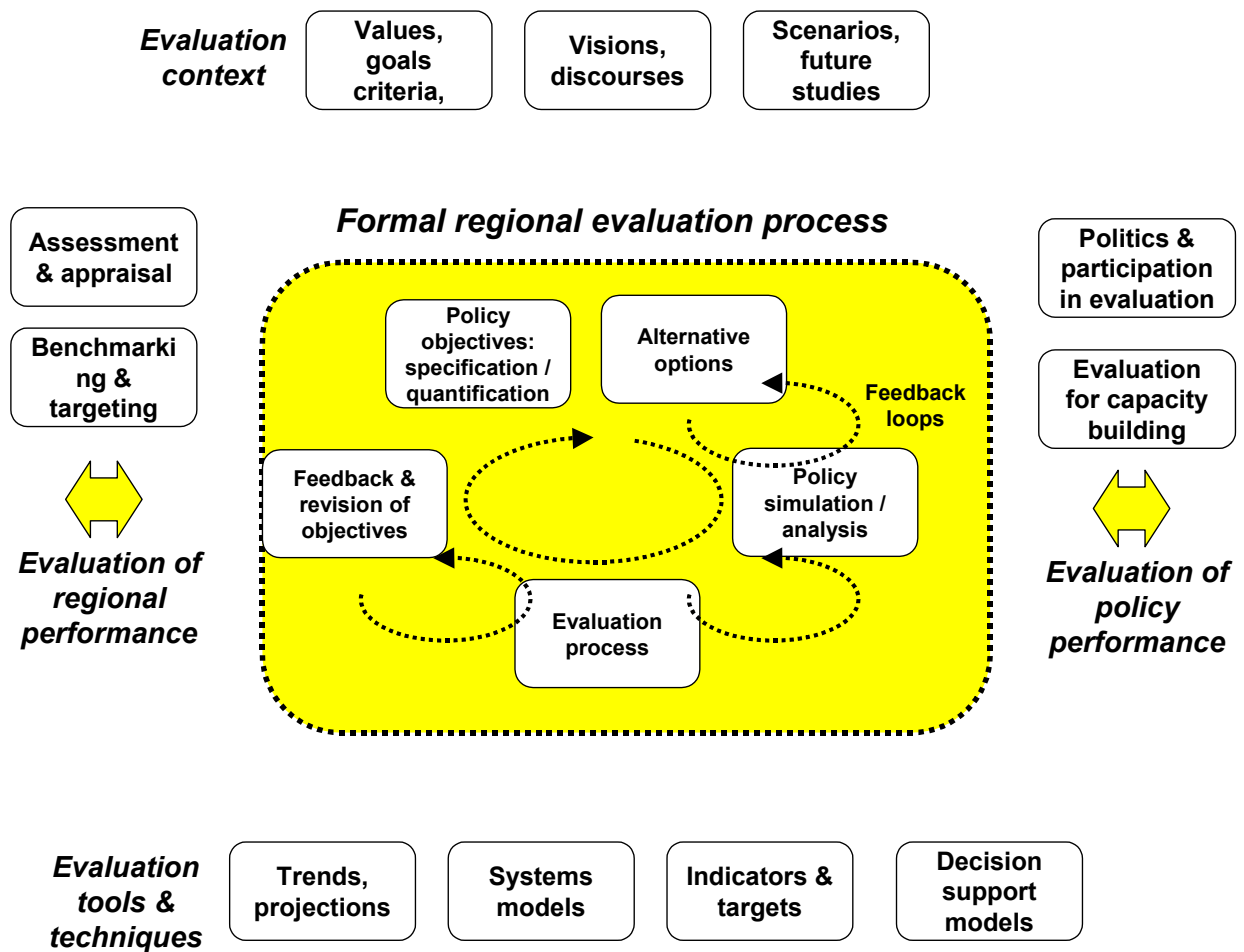 Evaluation
context
Values,
goals
criteria,
Visions,
discourses
Scenarios,
future
studies
Assessment
& appraisal
Benchmarki
ng &
targeting
Evaluation of
regional
performance
Formal regional evaluation process
Policy
objectives:
specification /
quantification
Alternative
options
Feedback
loops
Feedback &
revision of
objectives
Policy
simulation /
analysis
Evaluation
process
Politics &
participation
in evaluation
Evaluation
for capacity
building
Evaluation of
policy
performance
Evaluation
tools &
techniques
Trends,
projections
Systems
models
Indicators &
targets
Decision
support
models